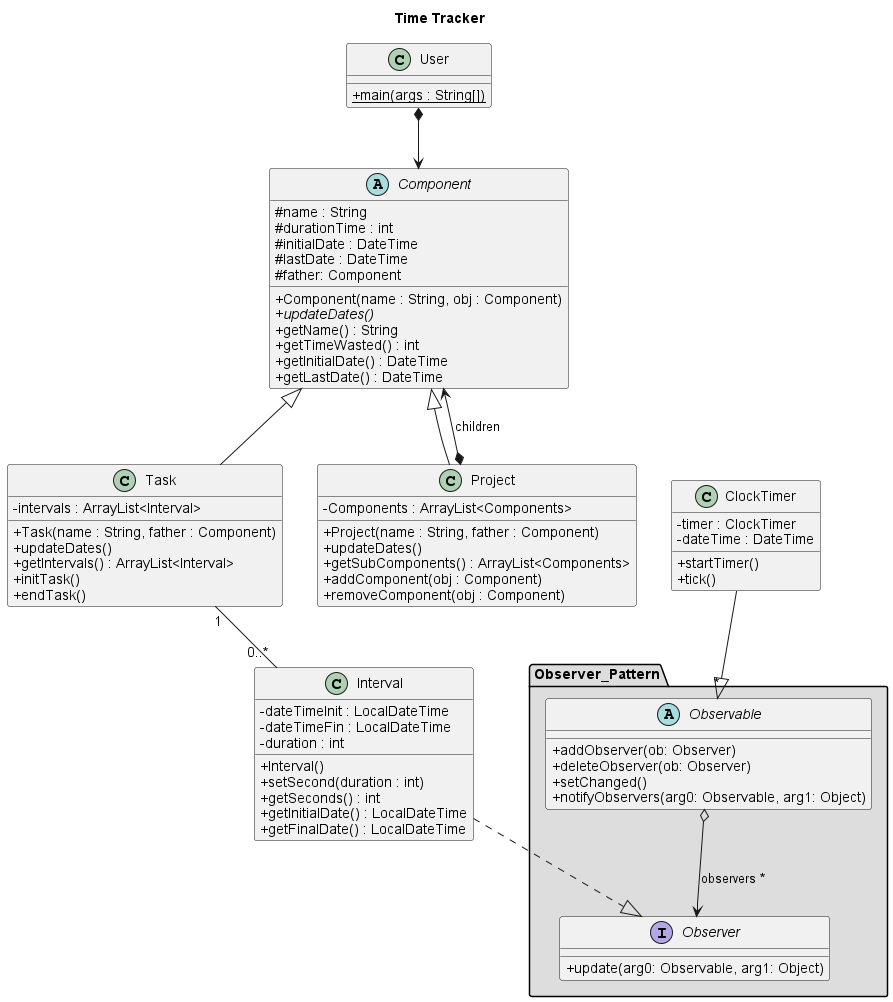 Time Tracker
C User
+main(args : String[])
A Component
#name : String
#durationTime : int
#initialDate : DateTime
#lastDate : DateTime
#father: Component
+Component(name : String, obj : Component)
+updateDates()
+getName() : String
+getTimeWasted() : int
+getInitialDate() : DateTime
+getLastDate() : DateTime
children
C Task
-intervals : ArrayList<Interval>
+Task(name : String, father : Component)
+updateDates()
+getIntervals() : ArrayList<Interval>
+initTask()
+endTask()
C Project
-Components : ArrayList<Components>
+Project(name : String, father : Component)
+updateDates()
+getSubComponents() : ArrayList<Components>
+addComponent(obj : Component)
+removeComponent(obj : Component)
C ClockTimer
-timer : ClockTimer
-dateTime : DateTime
+startTimer()
+tick()
1
0..*
C Interval
-dateTimeInit : LocalDateTime
-dateTimeFin : LocalDateTime
-duration : int
+Interval()
+setSecond(duration : int)
+getSeconds() : int
+getInitialDate() : LocalDateTime
+getFinalDate() : LocalDateTime
Observer_Pattern
A Observable
+addObserver(ob: Observer)
+deleteObserver(ob: Observer)
+setChanged()
+notifyObservers(arg0: Observable, arg1: Object)
observers *
I Observer
+update(arg0: Observable, arg1: Object)